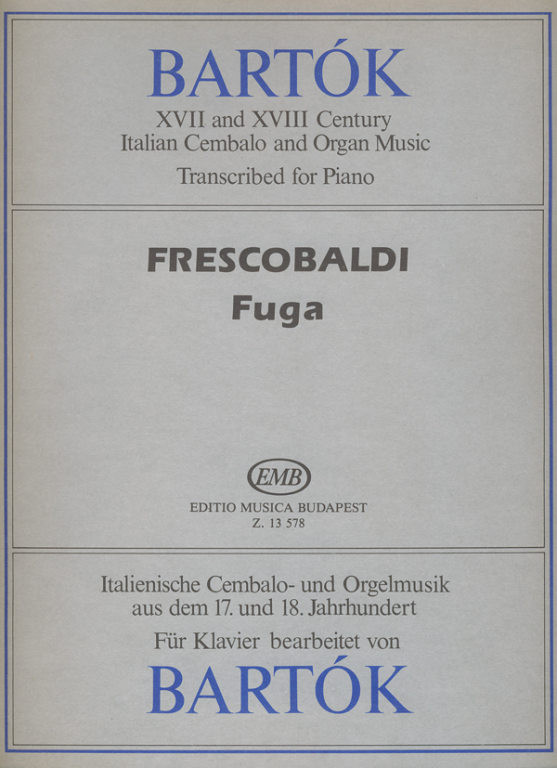 BARTÓK
XVII and XVIII Century
Italian Cembalo and Organ Music
Transcribed for Piano
FRESCOBALDI
Fuga
EMB
EDITIO MUSICA BUDAPEST
Z. 13 578
Italienische Cembalo- und Orgelmusik
aus dem 17. und 18. Jahrhundert
Für Klavier bearbeitet von
BARTÓK